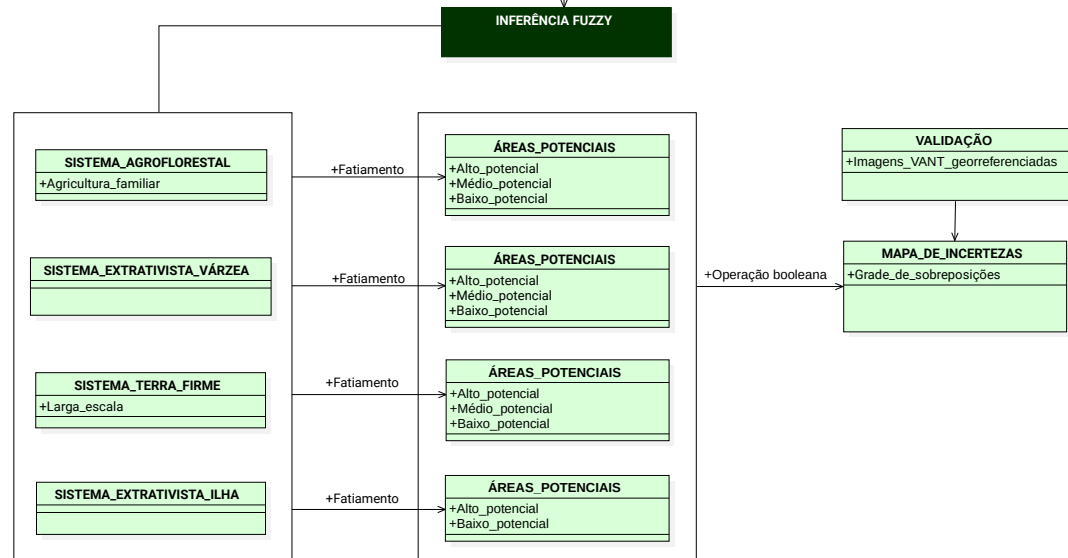 INFERÊNCIA FUZZY
SISTEMA_AGROFLORESTAL
+Agricultura_familiar
+Fatiamento
ÁREAS_POTENCIAIS
+Alto_potencial
+Médio_potencial
+Baixo_potencial
SISTEMA_EXTRATIVISTA_VÁRZEA
+Fatiamento
ÁREAS_POTENCIAIS
+Alto_potencial
+Médio_potencial
+Baixo_potencial
SISTEMA_TERRA_FIRME
+Larga_escala
+Fatiamento
ÁREAS_POTENCIAIS
+Alto_potencial
+Médio_potencial
+Baixo_potencial
SISTEMA_EXTRATIVISTA_ILHA
+Fatiamento
ÁREAS_POTENCIAIS
+Alto_potencial
+Baixo_potencial
+Operação booleana
VALIDAÇÃO
+Imagens_VANT_georreferenciadas
MAPA_DE_INCERTEZAS
+Grade_de_sobreposições